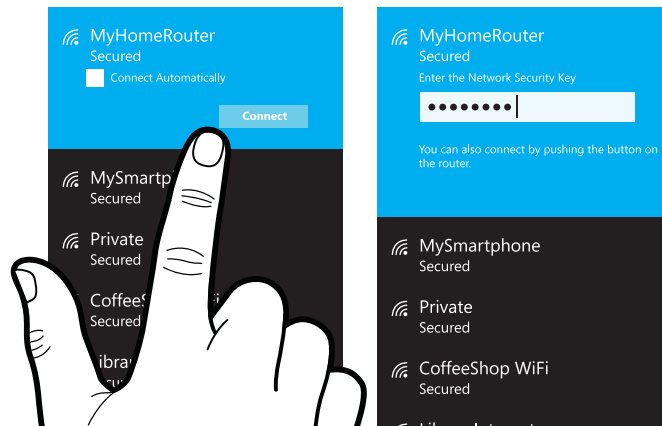 MyHomeRouter
Secured
Connect Automatically
Connect
Secured
Private
Secured
Secured
MyHomeRouter
Secured
Enter the Network Security Key
You can also connect by pushing the button on
the router.
MySmartphone
Secured
Private
Secured
CoffeeShop WiFi
Secured